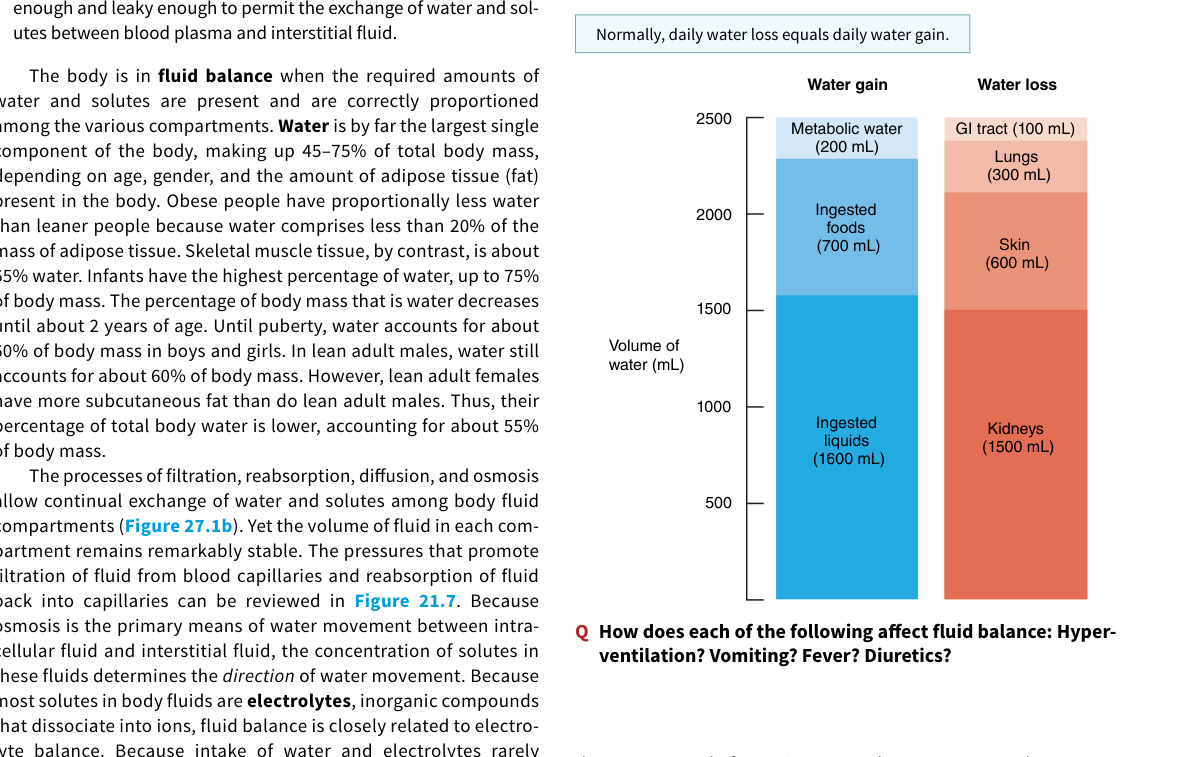 enough and leaky enough to permit the exchange of water and sol-
utes between blood plasma and interstitial fluid.
The body is in fluid balance when the required amounts of
water and solutes are present and are correctly proportioned
among the various compartments. Water is by far the largest single
component of the body, making up 45–75% of total body mass,
depending on age, gender, and the amount of adipose tissue (fat)
present in the body. Obese people have proportionally less water
than leaner people because water comprises less than 20% of the
mass of adipose tissue. Skeletal muscle tissue, by contrast, is about
65% water. Infants have the highest percentage of water, up to 75%
of body mass. The percentage of body mass that is water decreases
until about 2 years of age. Until puberty, water accounts for about
60% of body mass in boys and girls. In lean adult males, water still
accounts for about 60% of body mass. However, lean adult females
have more subcutaneous fat than do lean adult males. Thus, their
percentage of total body water is lower, accounting for about 55%
of body mass.
The processes of filtration, reabsorption, diffusion, and osmosis
allow continual exchange of water and solutes among body fluid
compartments (Figure 27.1b). Yet the volume of fluid in each com-
partment remains remarkably stable. The pressures that promote
filtration of fluid from blood capillaries and reabsorption of fluid
back into capillaries can be reviewed in Figure 21.7. Because
osmosis is the primary means of water movement between intra-
cellular fluid and interstitial fluid, the concentration of solutes in
these fluids determines the direction of water movement. Because
most solutes in body fluids are electrolytes, inorganic compounds
that dissociate into ions, fluid balance is closely related to electro-
lyte balance. Because intake of water and electrolytes rarely
Normally, daily water loss equals daily water gain.
Water gain
Water loss
2500
2000
1500
1000
500
Volume of
water (mL)
Metabolic water
(200 mL)
Ingested
foods
(700 mL)
Ingested
liquids
(1600 mL)
GI tract (100 mL)
Lungs
(300 mL)
Skin
(600 mL)
Kidneys
(1500 mL)
Q How does each of the following affect fluid balance: Hyper-
ventilation? Vomiting? Fever? Diuretics?